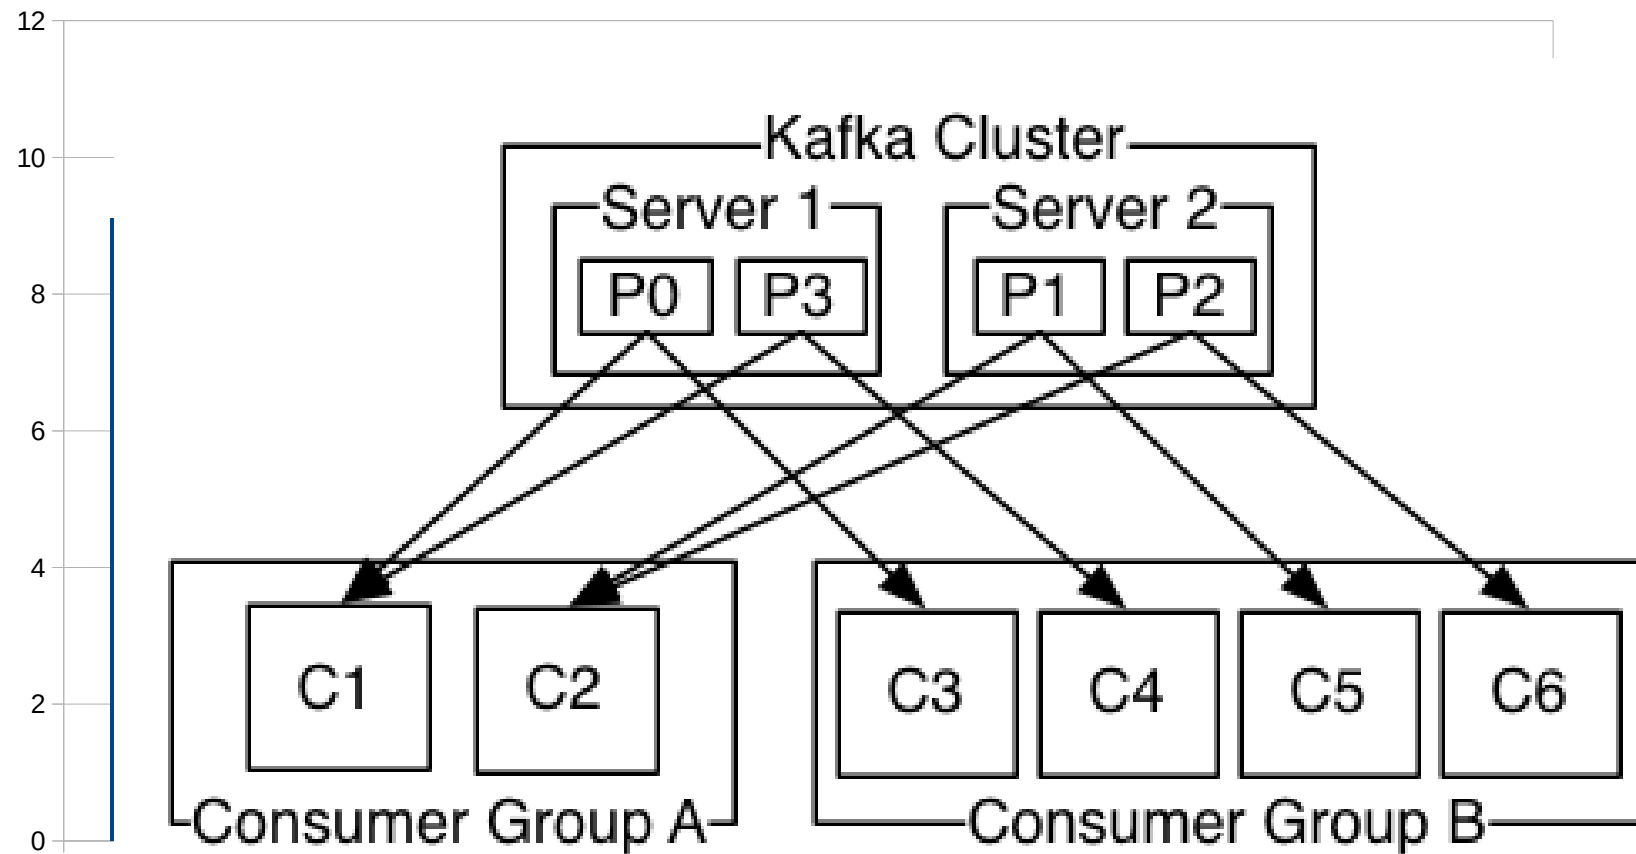 12
Kafka Cluster
10
Server 1 Server 2
8
P0 P3 P1 P2
6
4
C1 C2 C3 C4 C5 C6
2
Consumer Group A Consumer Group B
0